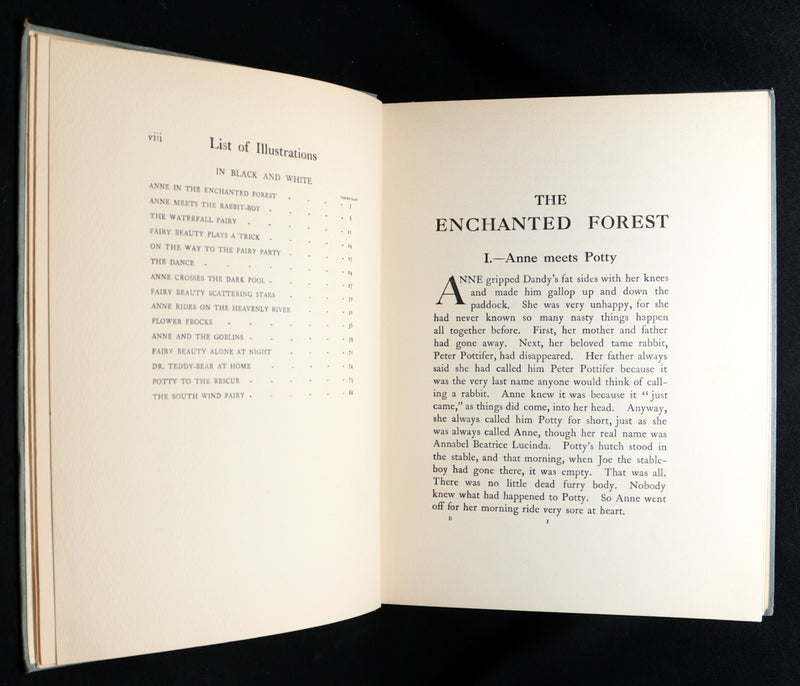 viii
List of Illustrations
IN BLACK AND WHITE
ANNE IN THE ENCHANTED FOREST
ANNE MEETS THE RABBIT-BOY 6
THE WATERFALL FAIRY
FAIRY BEAUTY PLAYS A TRICK
ON THE WAY TO THE FAIRY PARTY
THE DANCE
ANNE CROSSES THE DARK POOL
FAIRY BEAUTY SCATTERING STARS
ANNE RIDES ON THE HEAVENLY RIVER
FLOWER FROCKS
ANNE AND THE GOBLINS
FAIRY BEAUTY ALONE AT NIGHT
DR. TEDDY-BEAR AT HOME
POTTY TO THE RESCUE
THE SOUTH WIND FAIRY
THE
ENCHANTED FOREST
I.—Anne meets Potty
ANNE gripped Dandy's fat sides with her knees
and made him gallop up and down the
paddock. She was very unhappy, for she
had never known so many nasty things happen
all together before. First, her mother and father
had gone away. Next, her beloved tame rabbit,
Peter Pottifer, had disappeared. Her father always
said she had called him Peter Pottifer because it
was the very last name anyone would think of call-
ing a rabbit. Anne knew it was because it "just
came," as things did come, into her head. Anyway,
she always called him Potty for short, just as she
was always called Anne, though her real name was
Annabel Beatrice Lucinda. Potty's hutch stood in
the stable, and that morning, when Joe the stable-
boy had gone there, it was empty. That was all.
There was no little dead furry body. Nobody
knew what had happened to Potty. So Anne went
off for her morning ride very sore at heart.
B 1